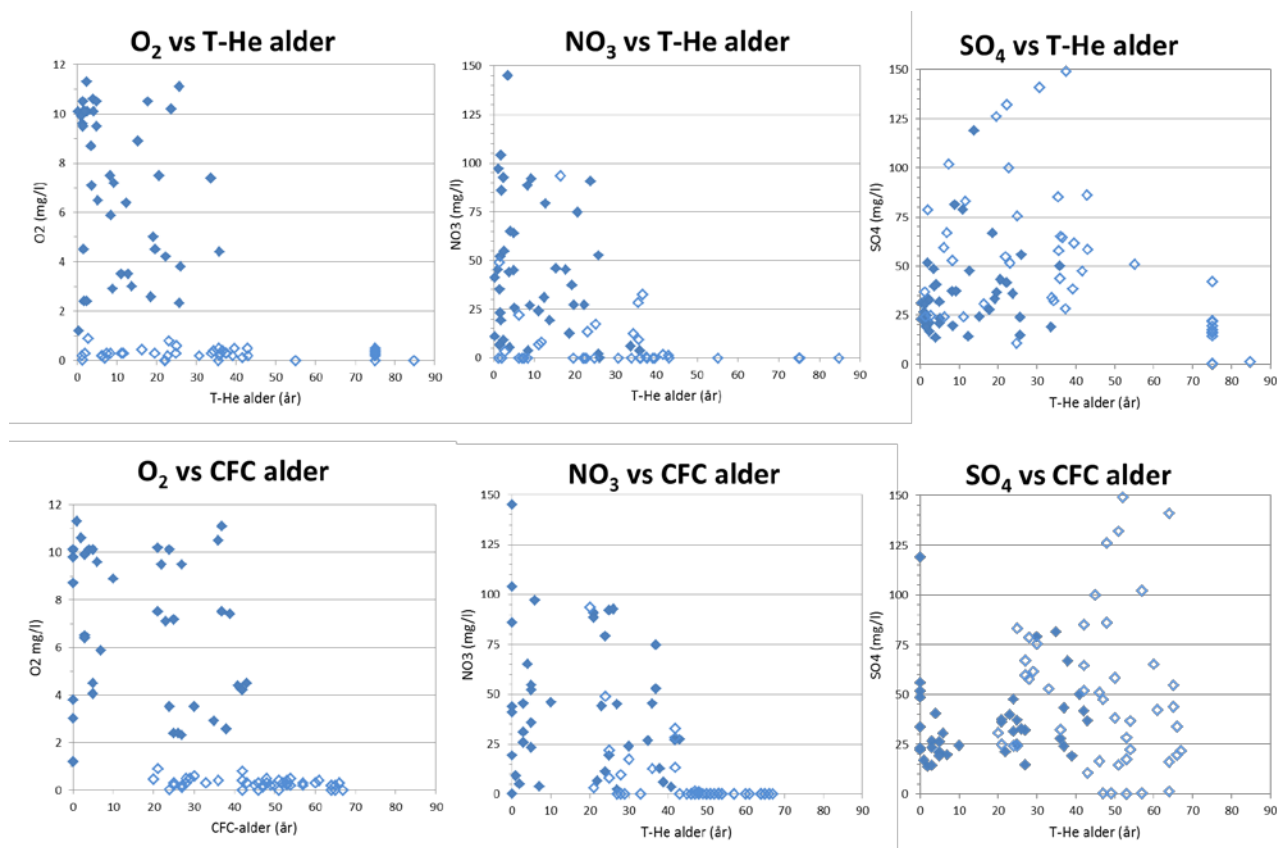 O2 vs T-He alder
12
10
8
6
4
2
0
O2 (mg/l)
0 10 20 30 40 50 60 70 80 90
T-He alder (år)
NO3 vs T-He alder
150
125
100
75
50
25
0
NO3 (mg/l)
0 10 20 30 40 50 60 70 80 90
T-He alder (år)
SO4 vs T-He alder
150
125
100
75
50
25
0
SO4 (mg/l)
0 10 20 30 40 50 60 70 80 90
T-He alder (år)
O2 vs CFC alder
12
10
8
6
4
2
0
O2 mg/l)
0 10 20 30 40 50 60 70 80 90
CFC-alder (år)
NO3 vs CFC alder
150
125
100
75
50
25
0
NO3 (mg/l)
0 10 20 30 40 50 60 70 80 90
T-He alder (år)
SO4 vs CFC alder
150
125
100
75
50
25
0
SO4 (mg/l)
0 10 20 30 40 50 60 70 80 90
T-He alder (år)